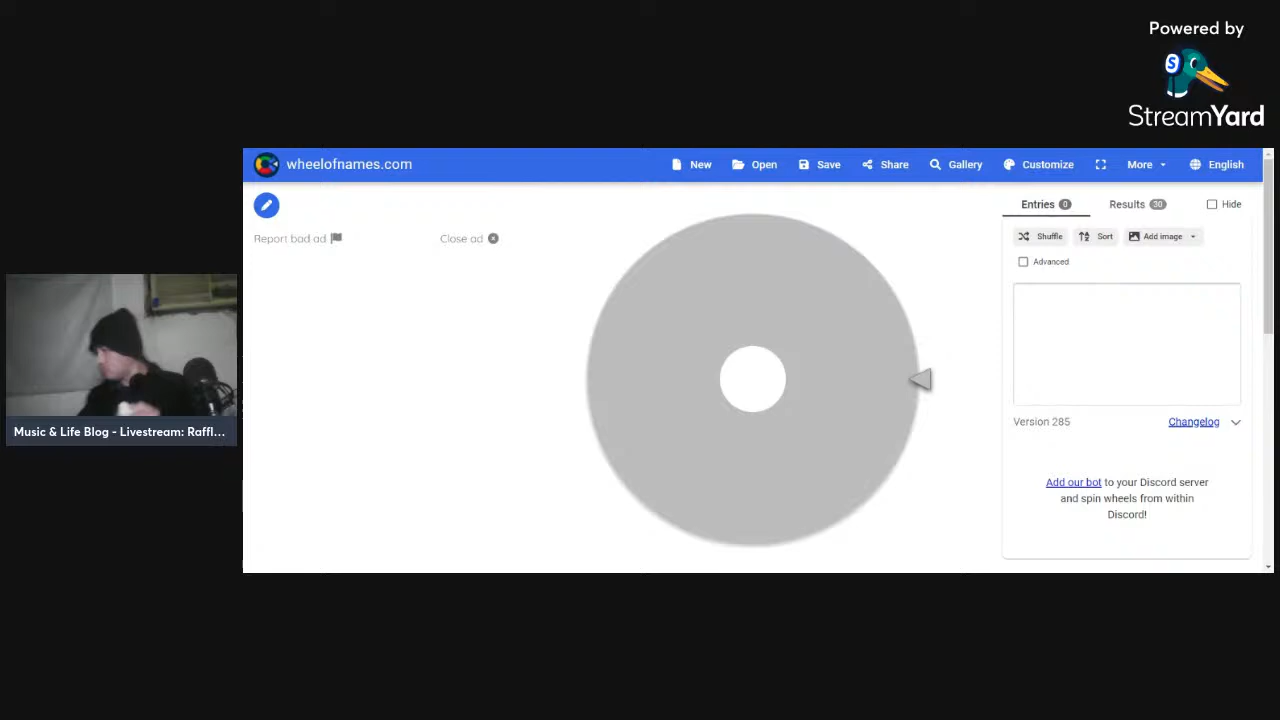 Powered by
S
StreamYard
wheelofnames.com
New
Open
Save
Share
Gallery
Customize
More
English
Entries 0
Results 30
Hide
Report bad ad
Close ad
Shuffle
Sort
Add image
Advanced
Version 285
Changelog
Add our bot to your Discord server
and spin wheels from within
Discord!
Music & Life Blog - Livestream: Raffl...